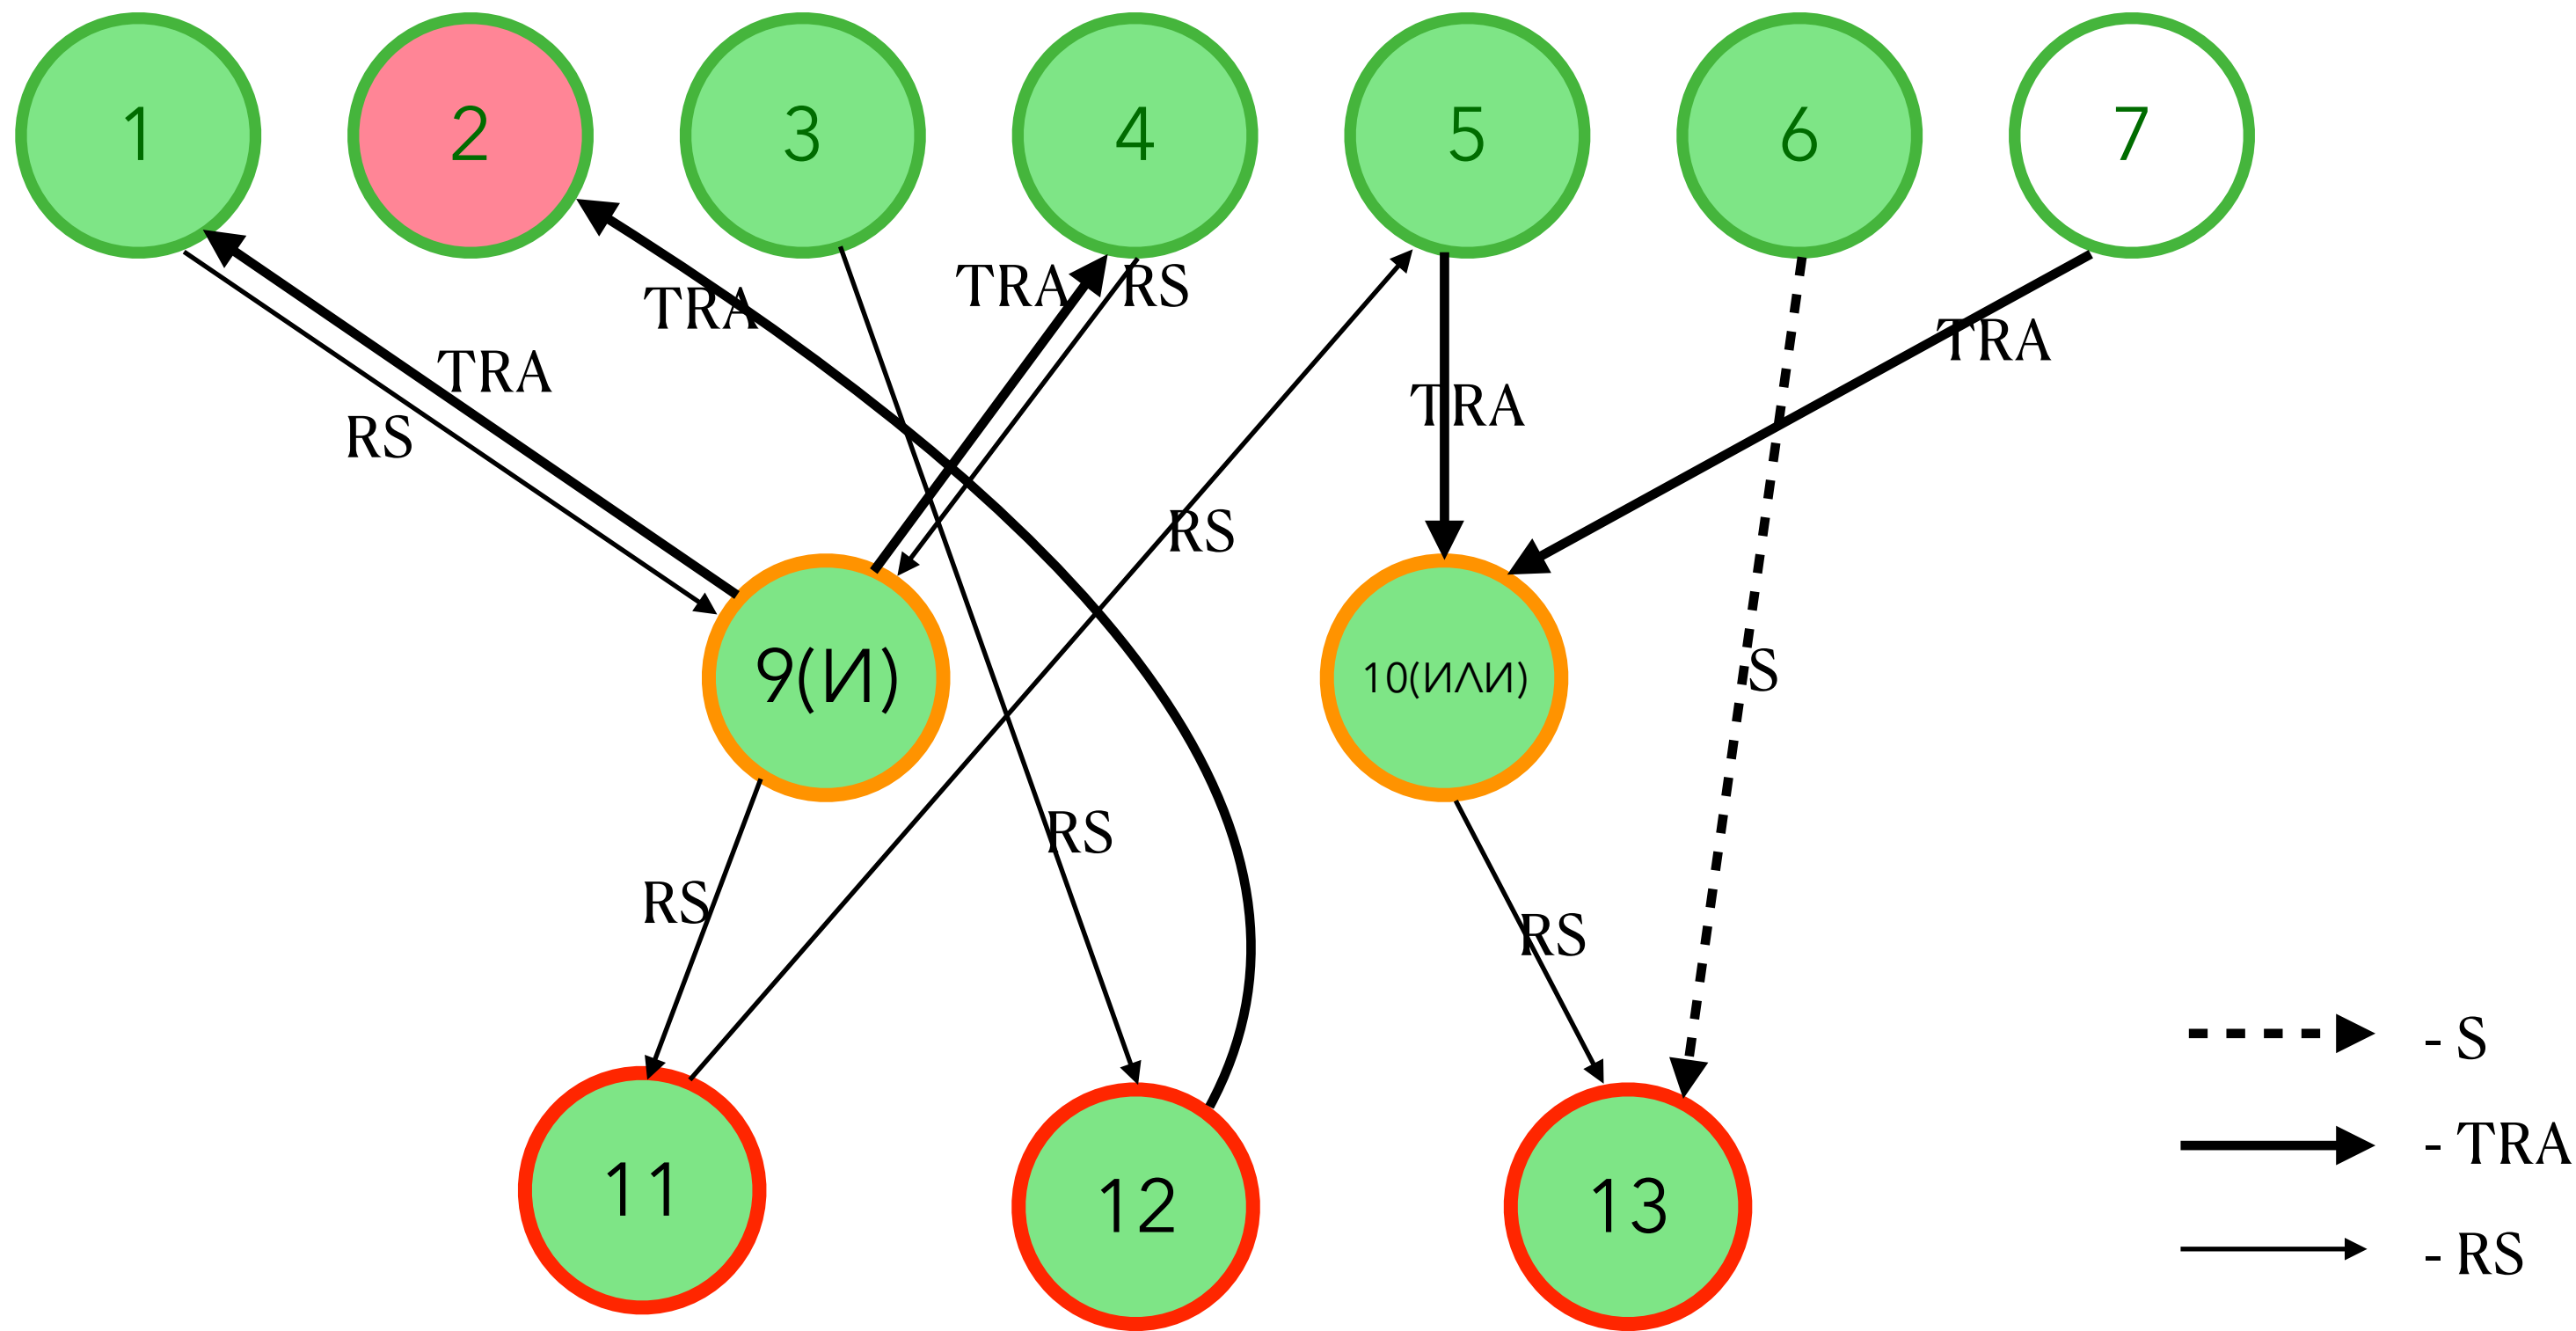 1 2 3 4 5 6 7
TRA RS
TRA
TRA
TRA
TRA
RS
RS
9(И) 10(ИЛИ)
S
RS
RS
RS
- S
- TRA
11 12 13
- RS